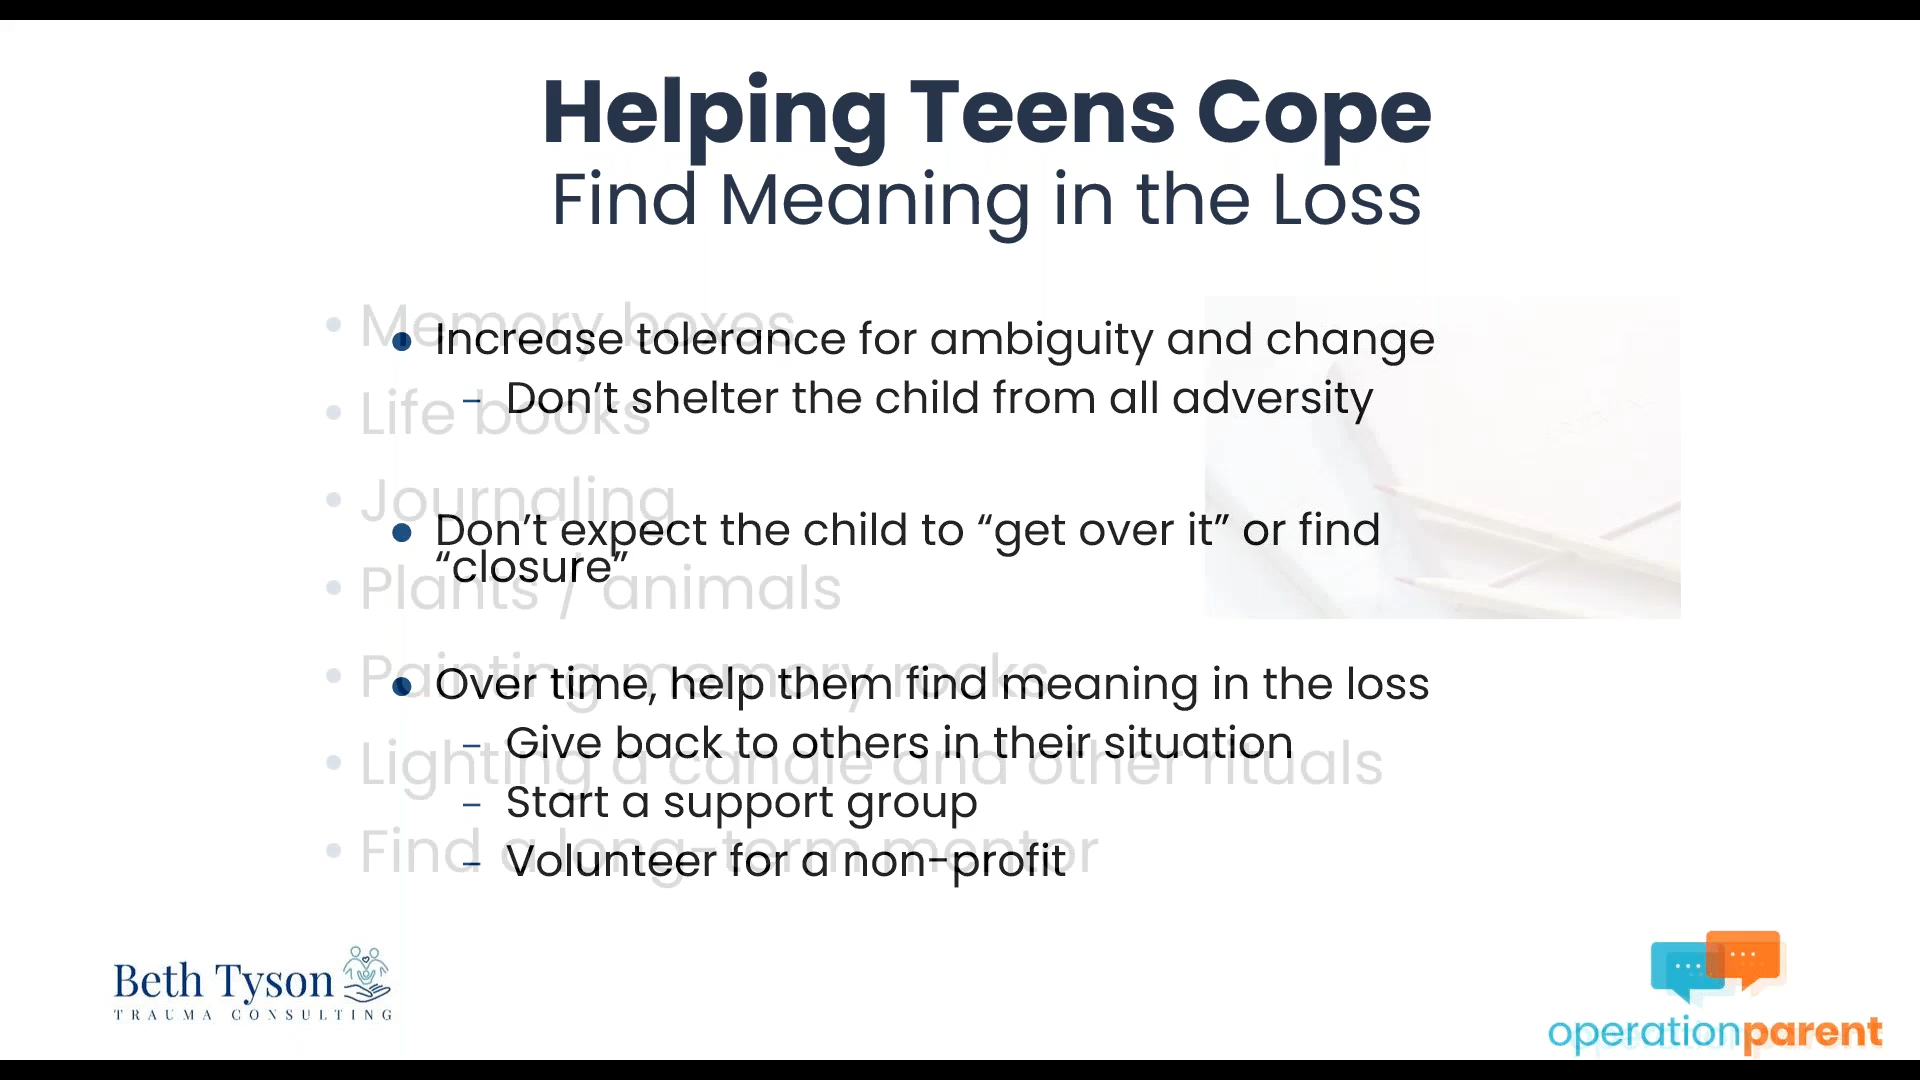 Helping Teens Cope
Find Meaning in the Loss
• Memory boxes
• Increase tolerance for ambiguity and change
– Don’t shelter the child from all adversity
• Life books
• Journaling
• Don’t expect the child to “get over it” or find
“closure”
• Plants / animals
• Painting memory rocks
• Over time, help them find meaning in the loss
– Give back to others in their situation
• Lighting a candle and other rituals
– Start a support group
• Find a long-term mentor
– Volunteer for a non-profit
Beth Tyson
TRAUMA CONSULTING
operationparent